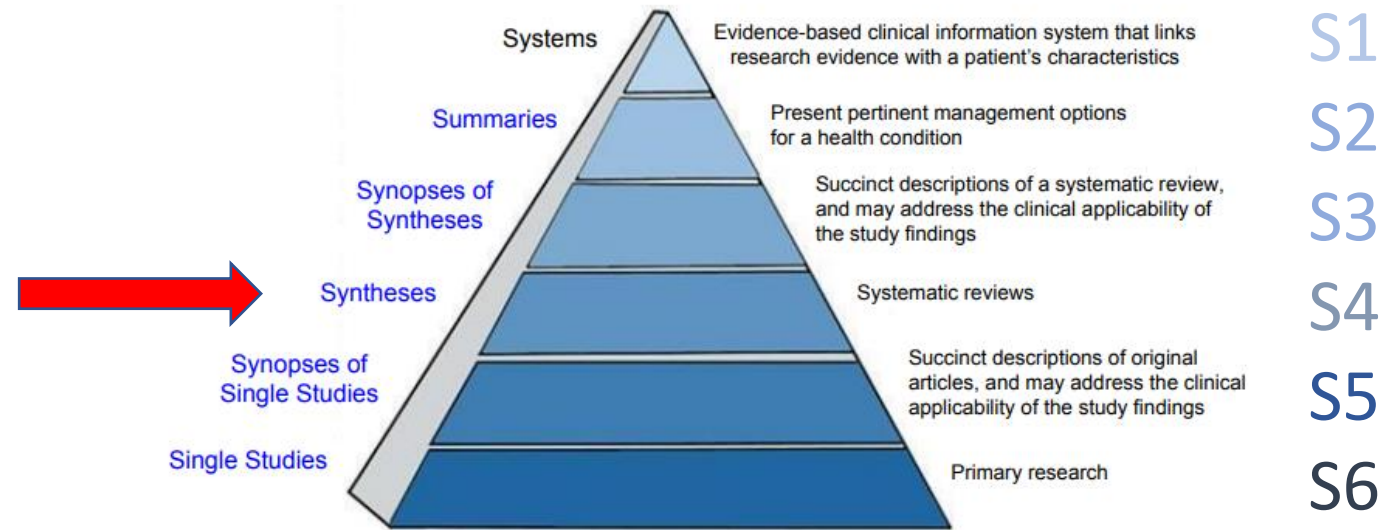 Systems
Evidence-based clinical information system that links
research evidence with a patient's characteristics
S1
Summaries
Present pertinent management options
for a health condition
S2
Synopses of
Syntheses
Succinct descriptions of a systematic review,
and may address the clinical applicability of
the study findings
S3
Syntheses
Systematic reviews
S4
Synopses of
Single Studies
Succinct descriptions of original
articles, and may address the clinical
applicability of the study findings
S5
Single Studies
Primary research
S6